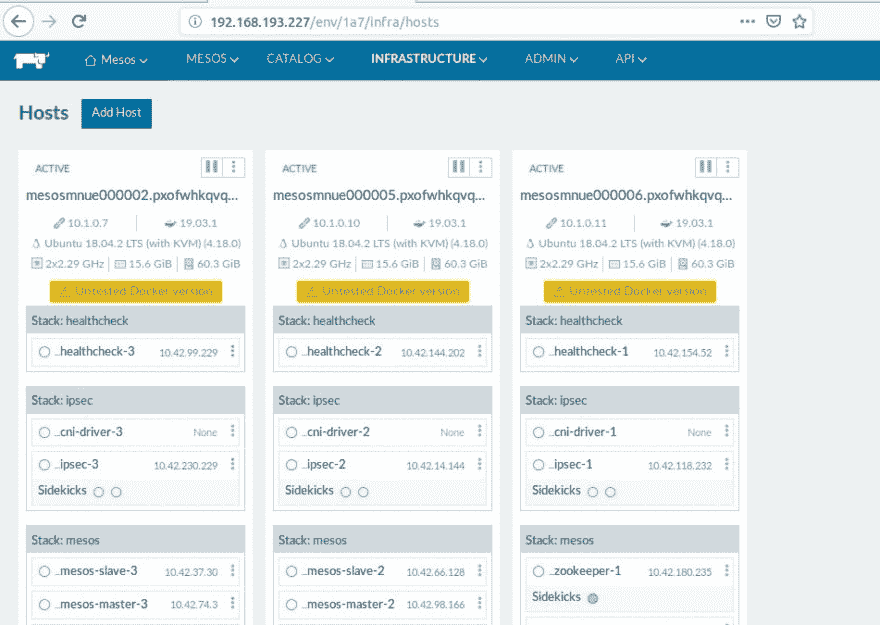 192.168.193.227/env/1a7/infra/hosts
Mesos MESOS CATALOG INFRASTRUCTURE ADMIN API
Hosts Add Host
ACTIVE
mesosmnue000002.pxofwhkqvq...
10.1.0.7 19.03.1
Ubuntu 18.04.2 LTS (with KVM) (4.18.0)
2x2.29 GHz 15.6 GiB 60.3 GiB
Untested Docker version
Stack: healthcheck
...healthcheck-3 10.42.99.229
Stack: ipsec
...cni-driver-3 None
...ipsec-3 10.42.230.229
Sidekicks
Stack: mesos
...mesos-slave-3 10.42.37.30
...mesos-master-3 10.42.74.3
ACTIVE
mesosmnue000005.pxofwhkqvq...
10.1.0.10 19.03.1
Ubuntu 18.04.2 LTS (with KVM) (4.18.0)
2x2.29 GHz 15.6 GiB 60.3 GiB
Untested Docker version
Stack: healthcheck
...healthcheck-2 10.42.144.202
Stack: ipsec
...cni-driver-2 None
...ipsec-2 10.42.14.144
Sidekicks
Stack: mesos
...mesos-slave-2 10.42.66.128
...mesos-master-2 10.42.98.166
ACTIVE
mesosmnue000006.pxofwhkqvq...
10.1.0.11 19.03.1
Ubuntu 18.04.2 LTS (with KVM) (4.18.0)
2x2.29 GHz 15.6 GiB 60.3 GiB
Untested Docker version
Stack: healthcheck
...healthcheck-1 10.42.154.52
Stack: ipsec
...cni-driver-1 None
...ipsec-1 10.42.118.232
Sidekicks
Stack: mesos
...zookeeper-1 10.42.180.235
Sidekicks